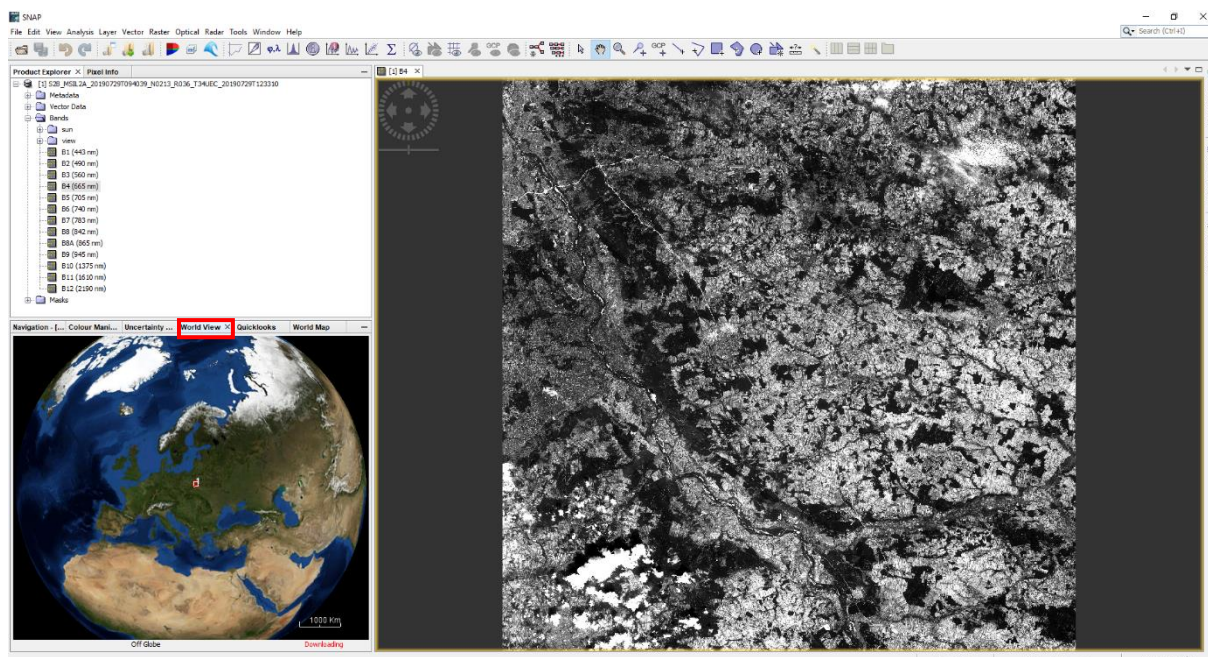 SNAP
File Edit View Analysis Layer Vector Raster Optical Radar Tools Window Help
Search (Ctrl+I)
GCP
GCP
Product Explorer × Pixel Info
[1] S2B_MSIL2A_20190729T094039_N0213_R036_T34UEC_20190729T123310
Metadata
Vector Data
Bands
sun
view
B1 (443 nm)
B2 (490 nm)
B3 (560 nm)
B4 (665 nm)
B5 (705 nm)
B6 (740 nm)
B7 (783 nm)
B8 (842 nm)
B8A (865 nm)
B9 (945 nm)
B10 (1375 nm)
B11 (1610 nm)
B12 (2190 nm)
Masks
[1] B4 ×
Navigation - [... Colour Mani... Uncertainty ... World View × Quicklooks World Map
1000 Km
Off Globe
Downloading